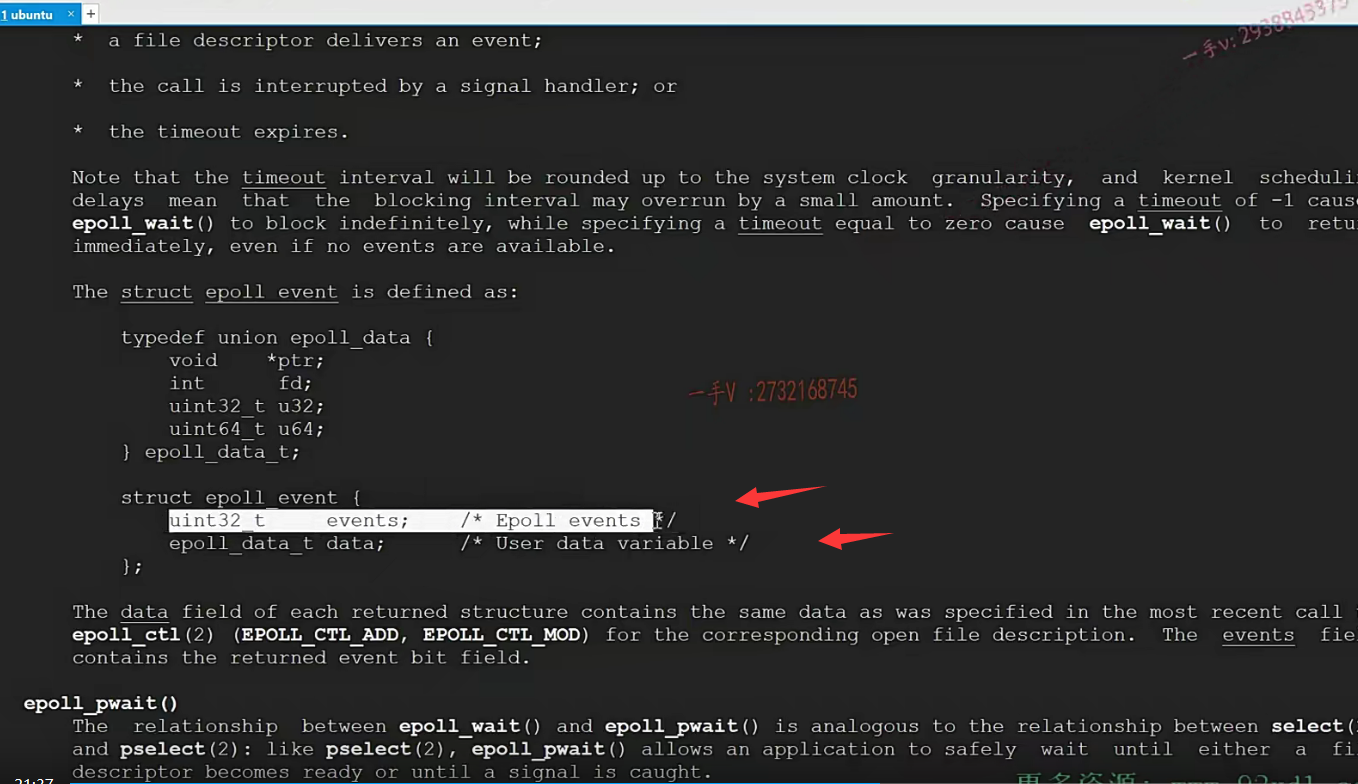 1 ubuntu × +
* a file descriptor delivers an event;
一手V:2938843379
* the call is interrupted by a signal handler; or
* the timeout expires.
Note that the timeout interval will be rounded up to the system clock granularity, and kernel scheduli
delays mean that the blocking interval may overrun by a small amount. Specifying a timeout of -1 cause
epoll_wait() to block indefinitely, while specifying a timeout equal to zero cause epoll_wait() to retu
immediately, even if no events are available.
The struct epoll_event is defined as:
typedef union epoll_data {
void *ptr;
int fd;
一手V :2732168745
uint32_t u32;
uint64_t u64;
} epoll_data_t;
struct epoll_event {
uint32_t events; /* Epoll events */
epoll_data_t data; /* User data variable */
};
The data field of each returned structure contains the same data as was specified in the most recent call
epoll_ctl(2) (EPOLL_CTL_ADD, EPOLL_CTL_MOD) for the corresponding open file description. The events fie
contains the returned event bit field.
epoll_pwait()
The relationship between epoll_wait() and epoll_pwait() is analogous to the relationship between select(
and pselect(2): like pselect(2), epoll_pwait() allows an application to safely wait until either a fi
descriptor becomes ready or until a signal is caught.